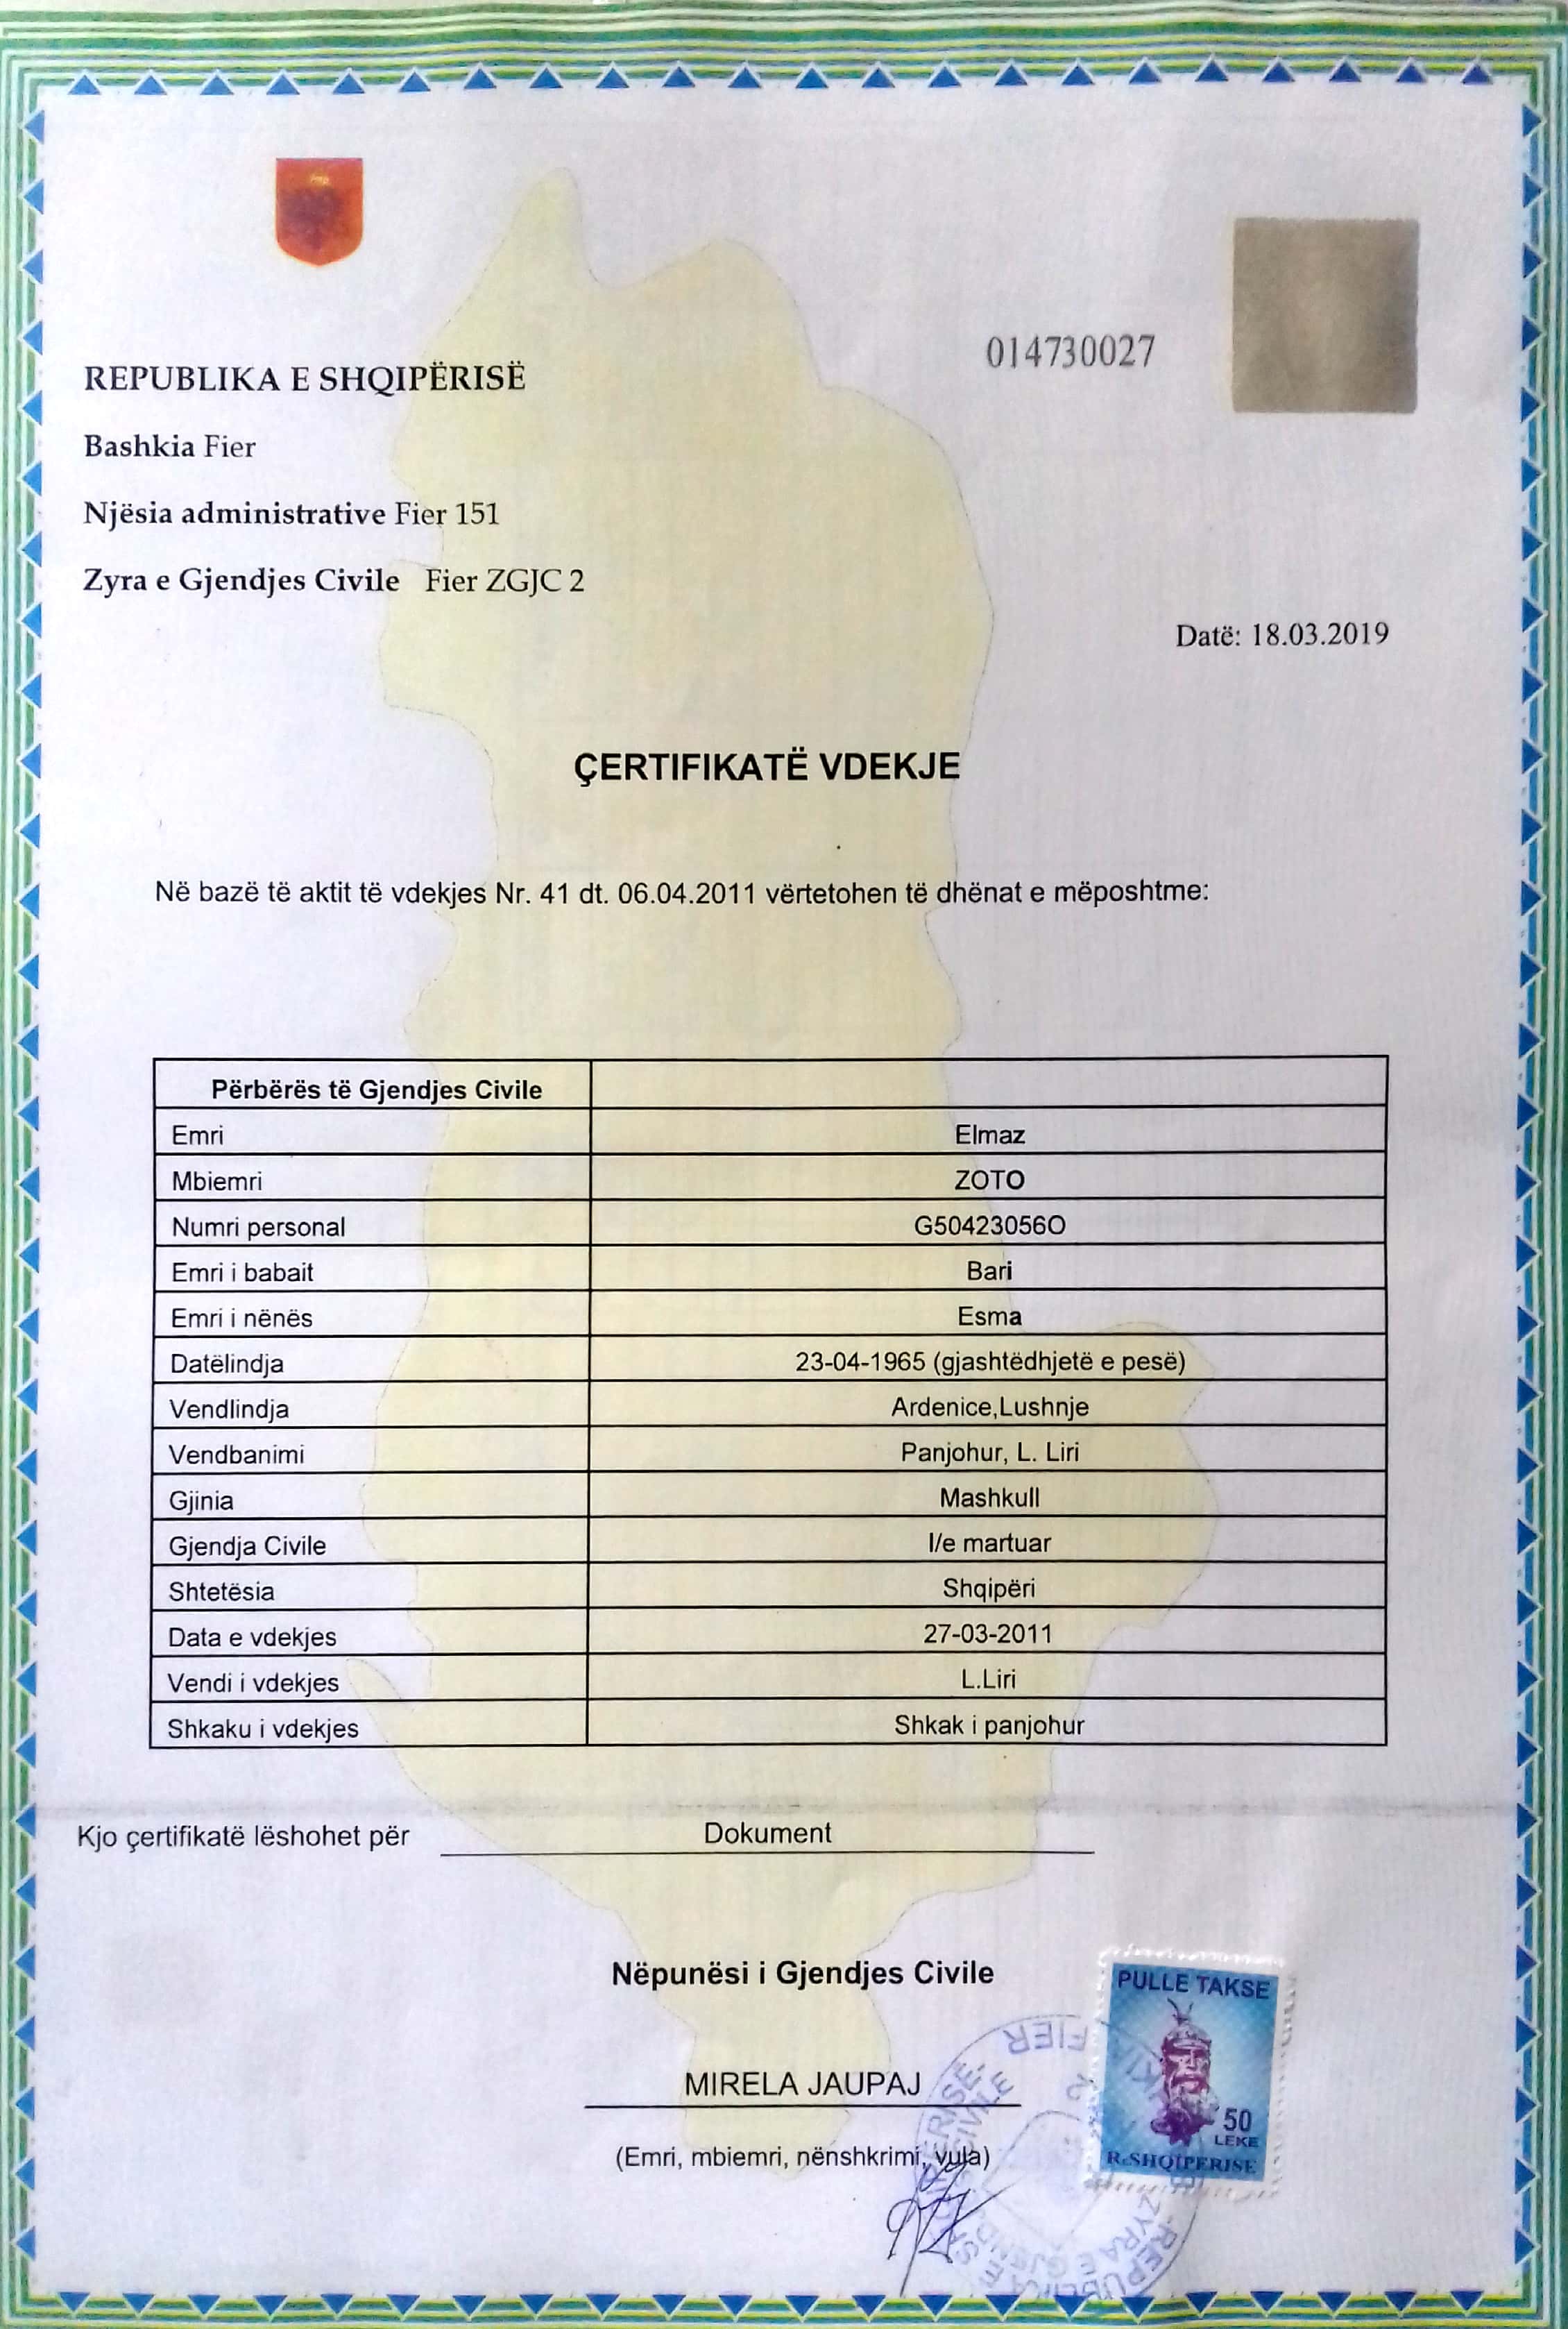 014730027
REPUBLIKA E SHQIPËRISË
Bashkia Fier
Njësia administrative Fier 151
Zyra e Gjendjes Civile Fier ZGJC 2
Datë: 18.03.2019
ÇERTIFIKATË VDEKJE
Në bazë të aktit të vdekjes Nr. 41 dt. 06.04.2011 vërtetohen të dhënat e mëposhtme:
Përbërës të Gjendjes Civile
Emri Elmaz
Mbiemri ZOTO
Numri personal G50423056O
Emri i babait Bari
Emri i nënës Esma
Datëlindja 23-04-1965 (gjashtëdhjetë e pesë)
Vendlindja Ardenice,Lushnje
Vendbanimi Panjohur, L. Liri
Gjinia Mashkull
Gjendja Civile I/e martuar
Shtetësia Shqipëri
Data e vdekjes 27-03-2011
Vendi i vdekjes L.Liri
Shkaku i vdekjes Shkak i panjohur
Kjo çertifikatë lëshohet për Dokument
Nëpunësi i Gjendjes Civile
MIRELA JAUPAJ
(Emri, mbiemri, nënshkrimi, vula)
PULLE TAKSE
50
LEKE
R.SHQIPERISE
FIER
2